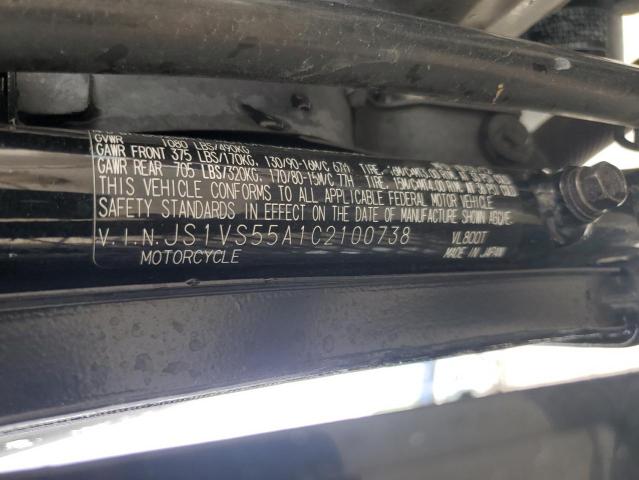 GVWR 1080 LBS/490KG
GAWR FRONT 375 LBS/170KG, 130/90-16M/C 67H TIRE,
GAWR REAR 705 LBS/320KG, 170/80-15M/C 77H TIRE,
THIS VEHICLE CONFORMS TO ALL APPLICABLE FEDERAL MOTOR VEHICLE
SAFETY STANDARDS IN EFFECT ON THE DATE OF MANUFACTURE SHOWN ABOVE.
V.I.N. JS1VS55A1C2100738 VL800T
MOTORCYCLE MADE IN JAPAN